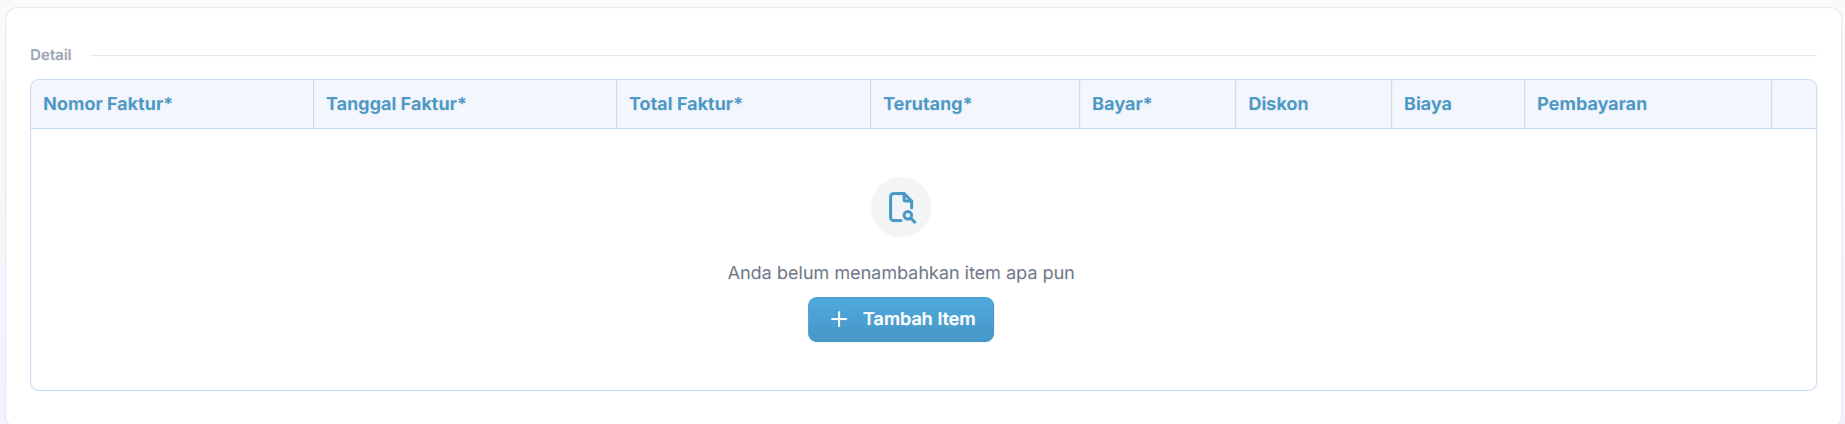 Detail
Nomor Faktur* Tanggal Faktur* Total Faktur* Terutang* Bayar* Diskon Biaya Pembayaran
Anda belum menambahkan item apa pun
+ Tambah Item